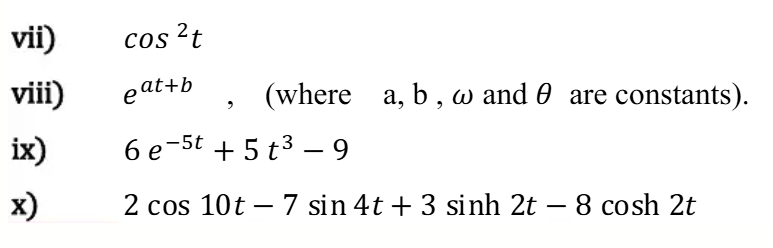 vii) cos ²t
viii) e^{at+b} , (where a, b , ω and θ are constants).
ix) 6 e^{−5t} + 5 t³ − 9
x) 2 cos 10t − 7 sin 4t + 3 sinh 2t − 8 cosh 2t